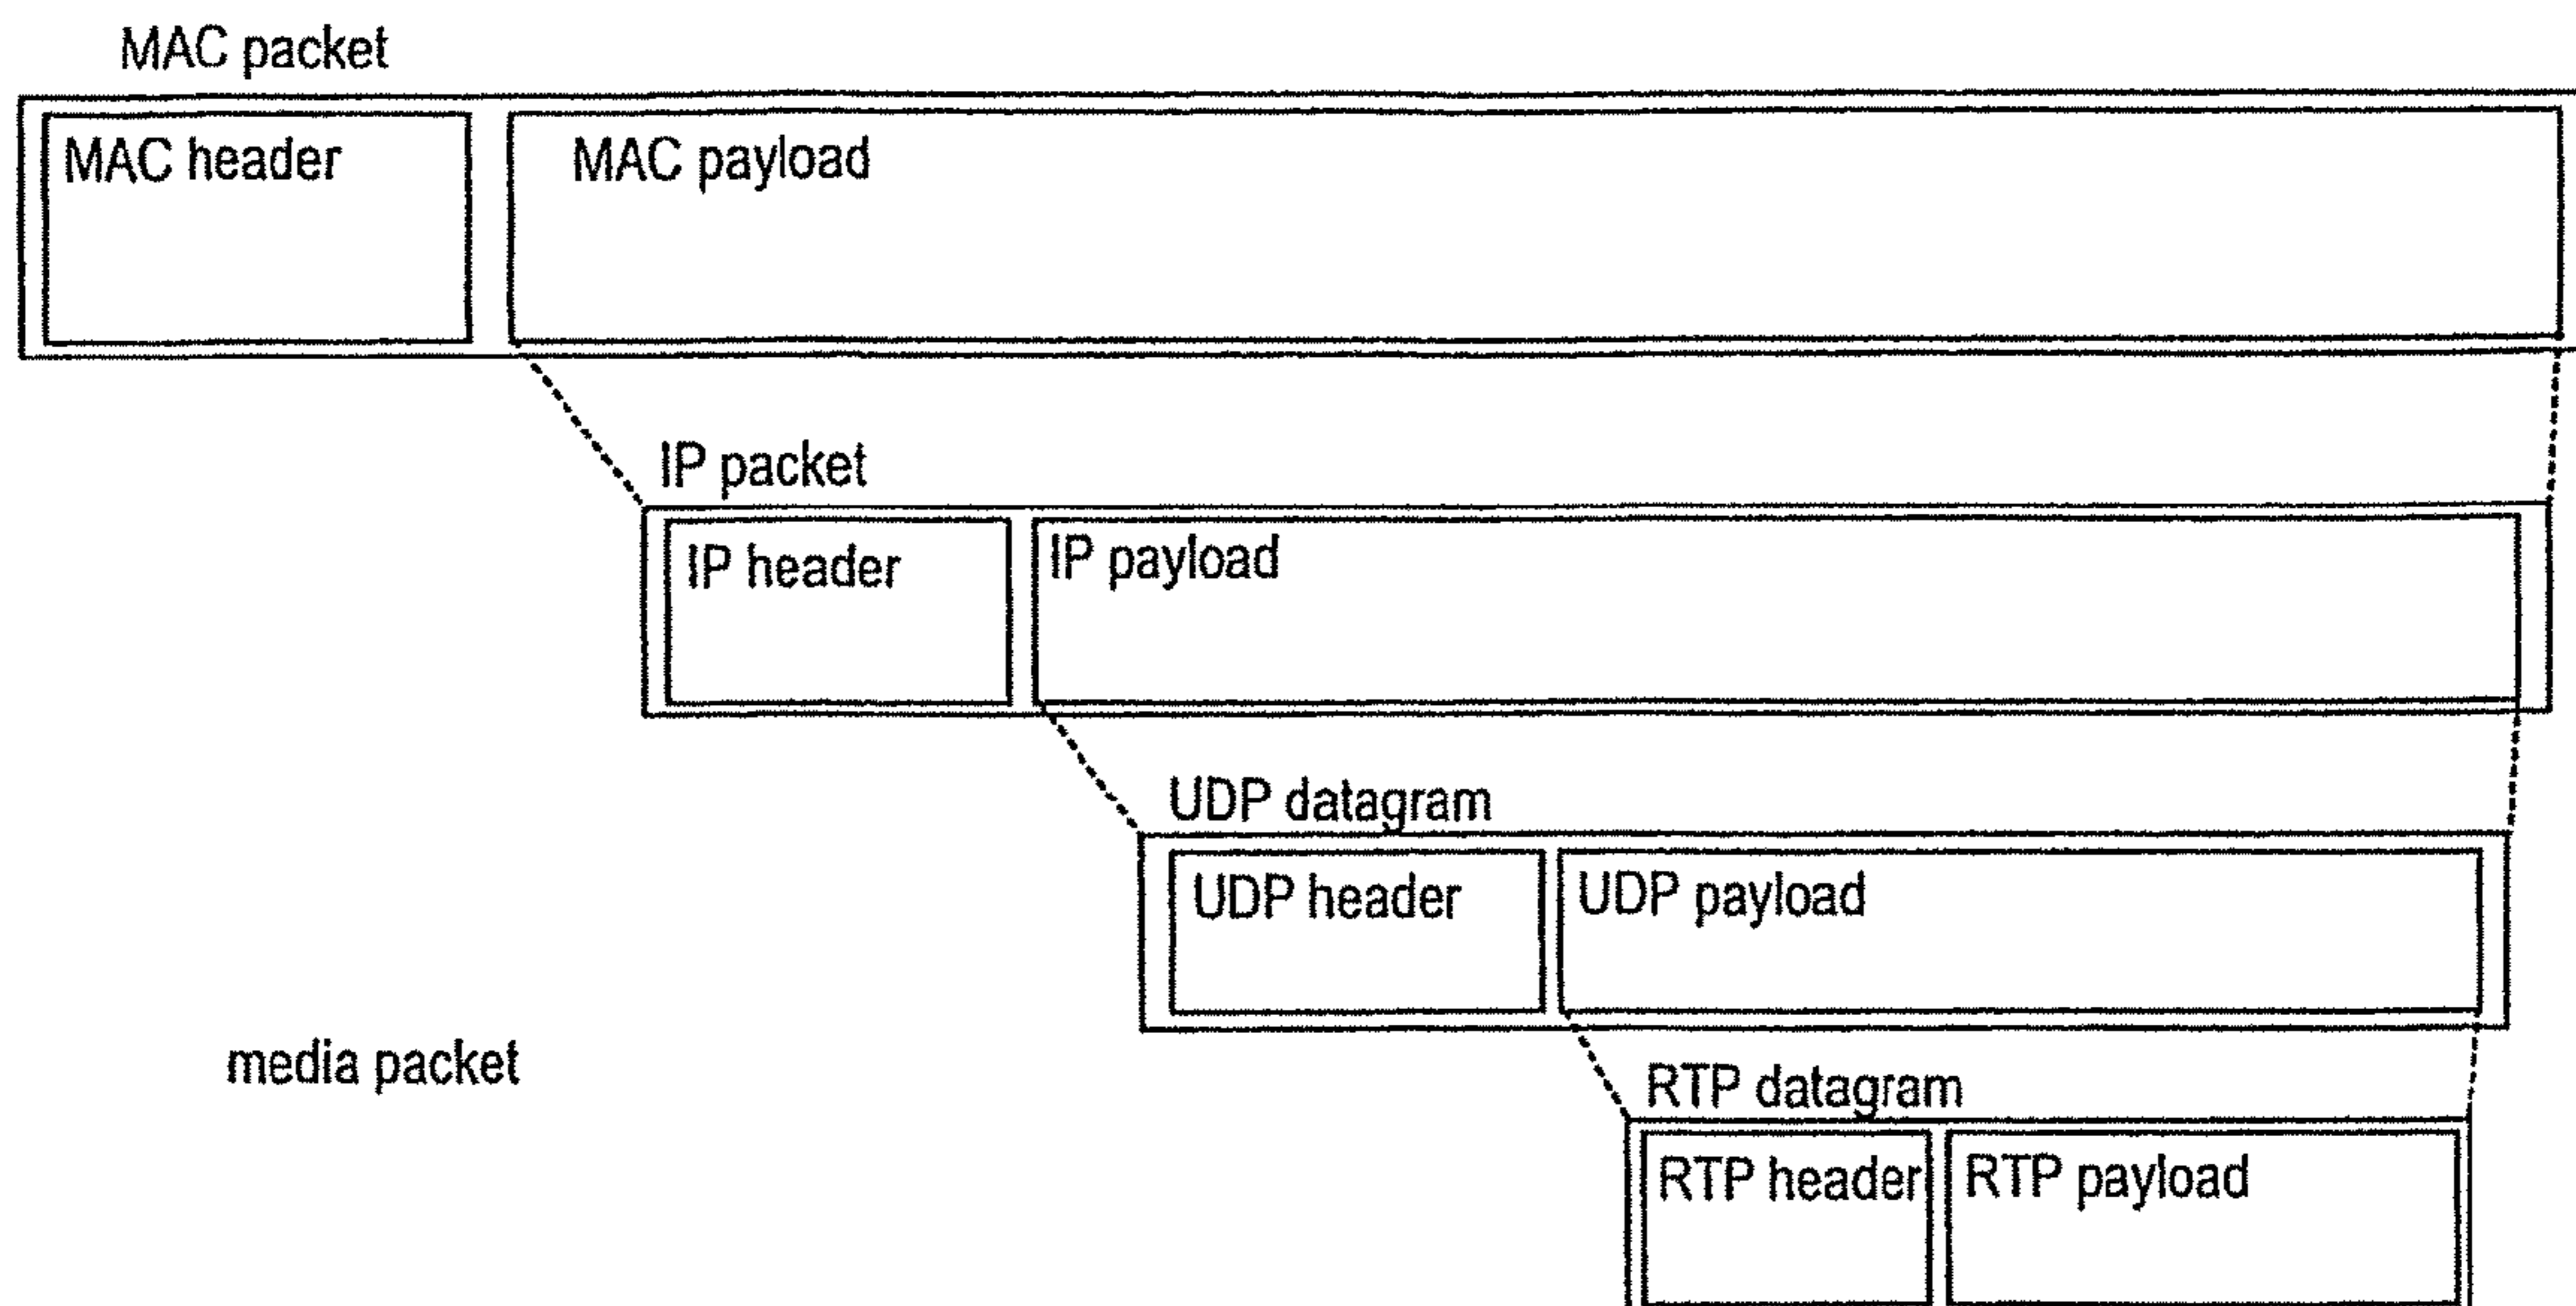 MAC packet
MAC header
MAC payload
IP packet
IP header
IP payload
UDP datagram
UDP header
UDP payload
media packet
RTP datagram
RTP header
RTP payload